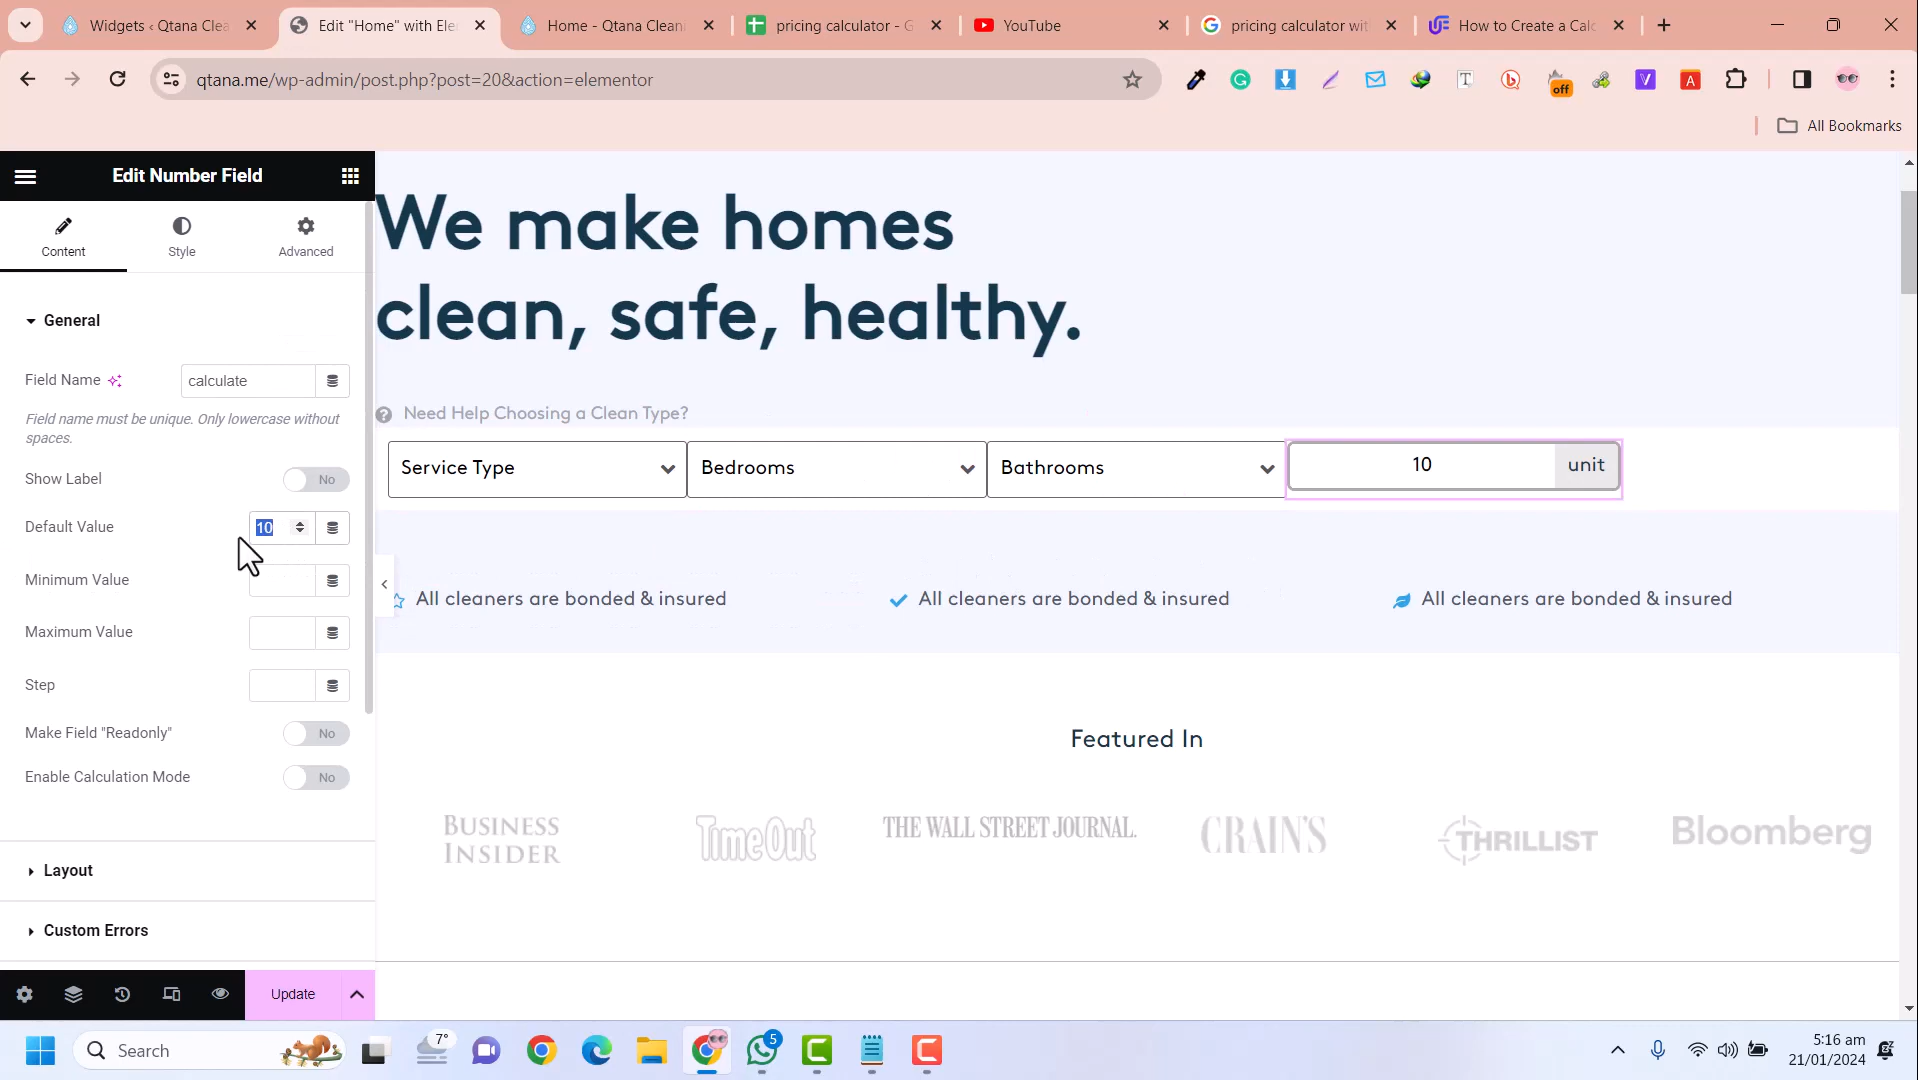 Widgets ‹ Qtana Clea
Edit "Home" with Ele
Home - Qtana Cleani
pricing calculator - G
YouTube
pricing calculator wit
How to Create a Calc
qtana.me/wp-admin/post.php?post=20&action=elementor
off
All Bookmarks
Edit Number Field
Content
Style
Advanced
General
Field Name
calculate
Field name must be unique. Only lowercase without
spaces.
Show Label
No
Default Value
10
Minimum Value
Maximum Value
Step
Make Field "Readonly"
No
Enable Calculation Mode
No
Layout
Custom Errors
Update
We make homes
clean, safe, healthy.
Need Help Choosing a Clean Type?
Service Type
Bedrooms
Bathrooms
10
unit
All cleaners are bonded & insured
All cleaners are bonded & insured
All cleaners are bonded & insured
Featured In
BUSINESS
INSIDER
TimeOut
THE WALL STREET JOURNAL.
CRAIN'S
THRILLIST
Bloomberg
Search
7°
5
5:16 am
21/01/2024